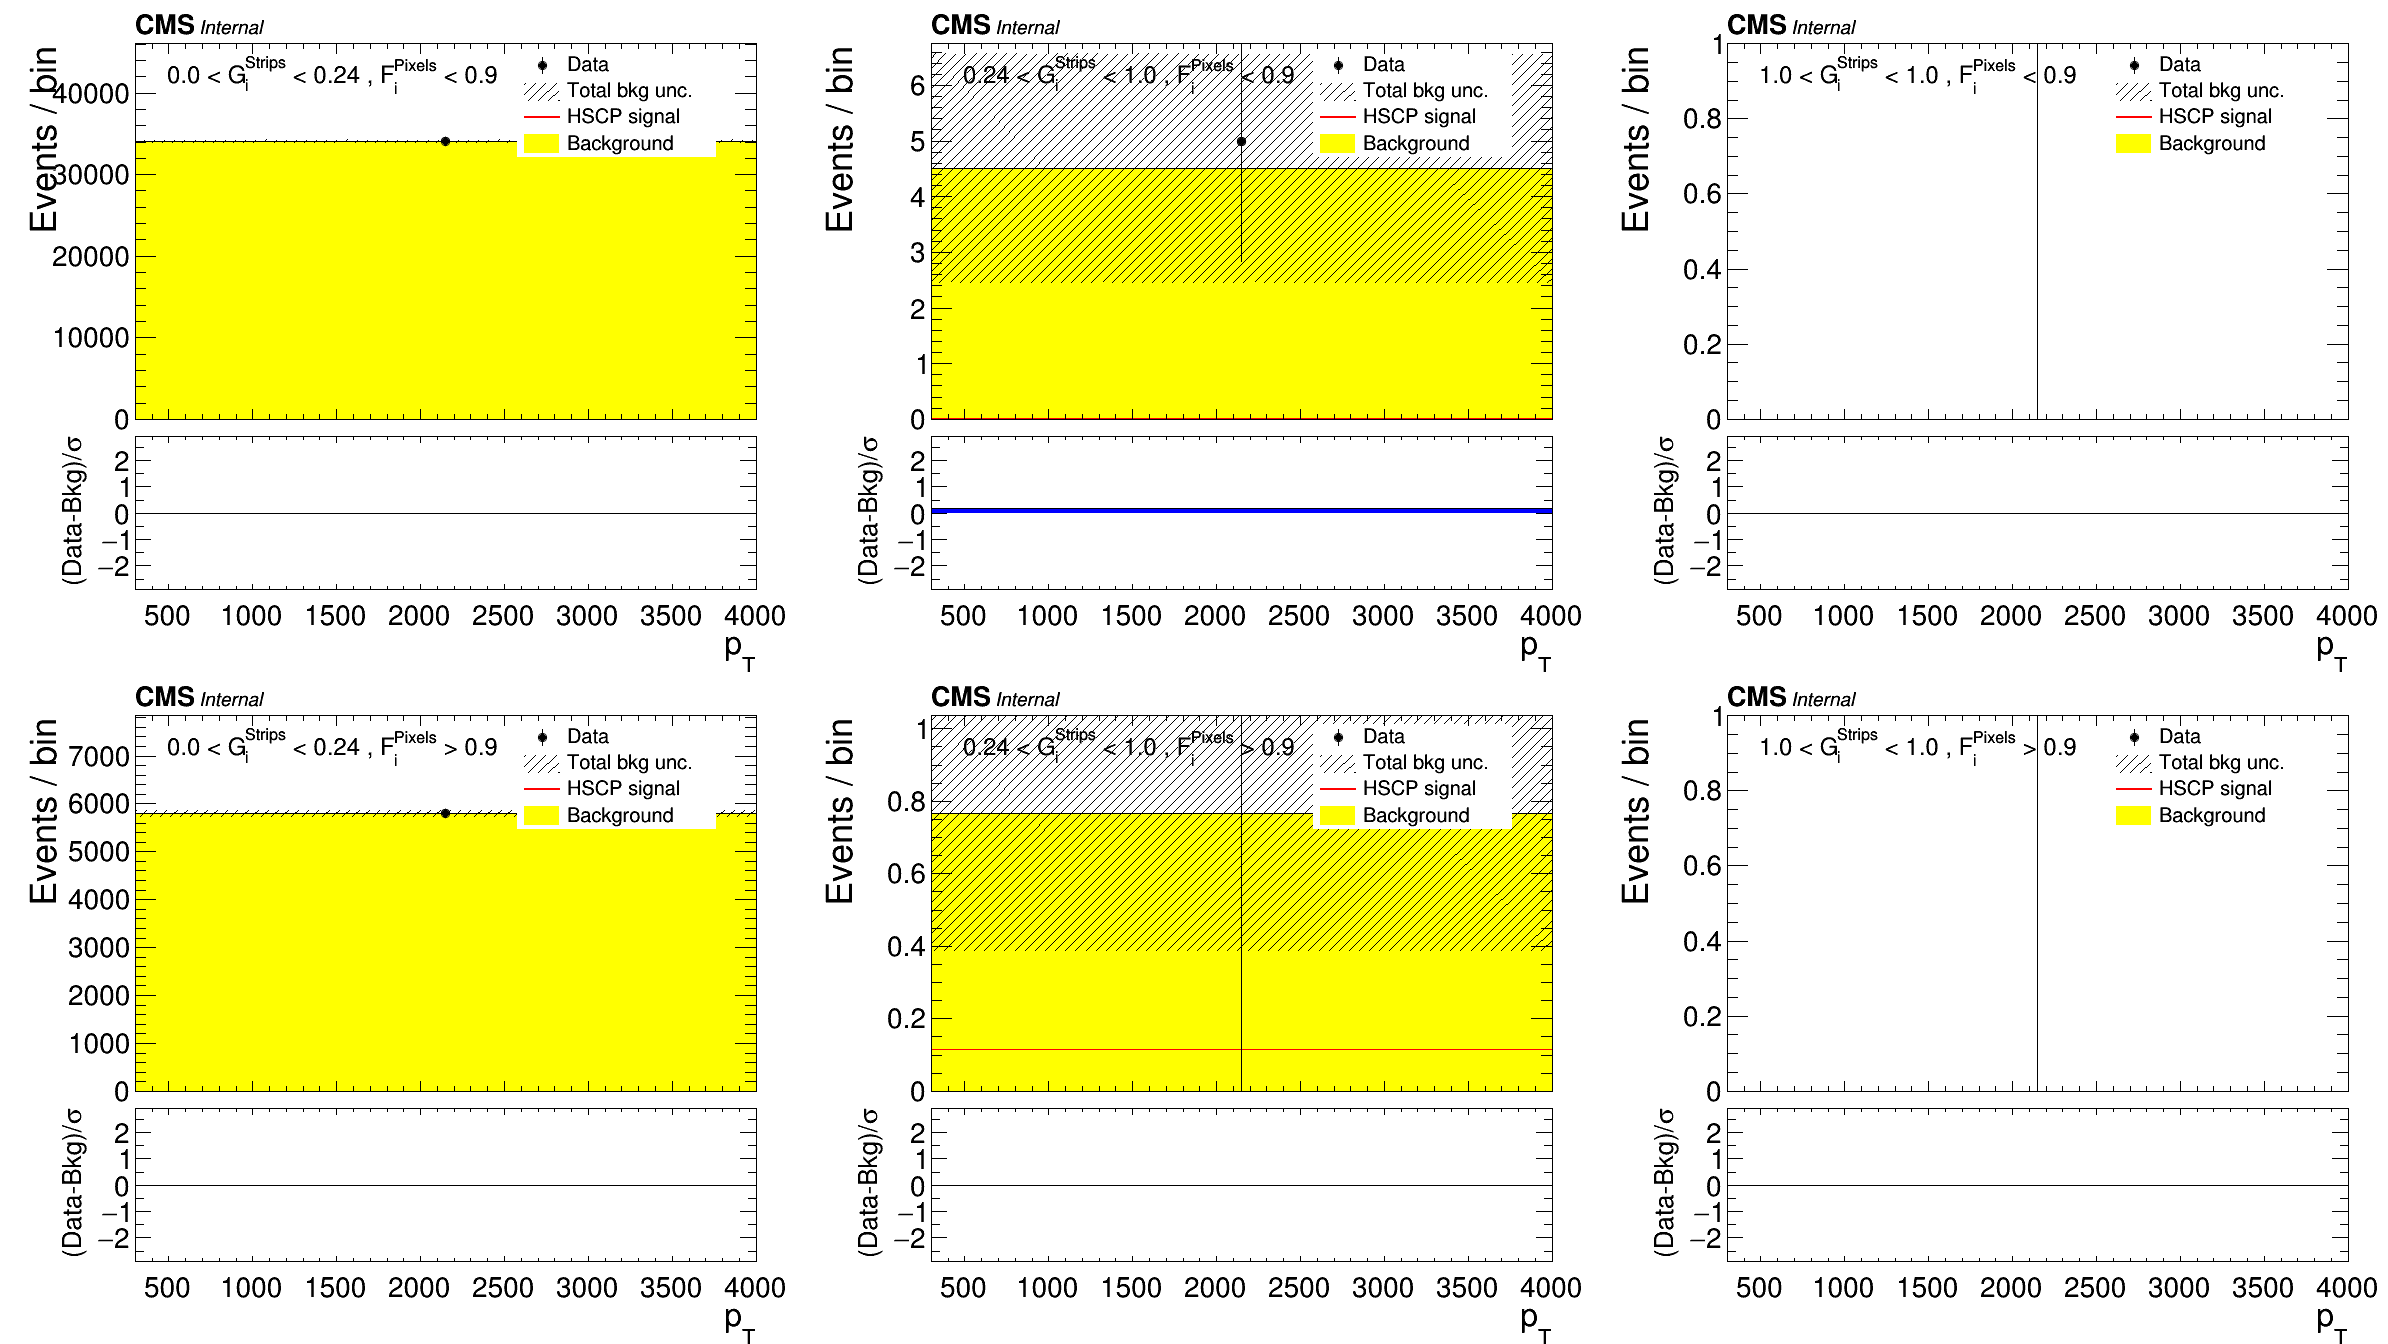 CMS Internal
Events / bin
0.0 < G_i^Strips < 0.24 , F_i^Pixels < 0.9
Data
Total bkg unc.
HSCP signal
Background
40000
30000
20000
10000
0
(Data-Bkg)/σ
2
1
0
−1
−2
500 1000 1500 2000 2500 3000 3500 4000
p_T
CMS Internal
Events / bin
0.24 < G_i^Strips < 1.0 , F_i^Pixels < 0.9
Data
Total bkg unc.
HSCP signal
Background
6
5
4
3
2
1
0
(Data-Bkg)/σ
2
1
0
−1
−2
500 1000 1500 2000 2500 3000 3500 4000
p_T
CMS Internal
Events / bin
1.0 < G_i^Strips < 1.0 , F_i^Pixels < 0.9
Data
Total bkg unc.
HSCP signal
Background
1
0.8
0.6
0.4
0.2
0
(Data-Bkg)/σ
2
1
0
−1
−2
500 1000 1500 2000 2500 3000 3500 4000
p_T
CMS Internal
Events / bin
0.0 < G_i^Strips < 0.24 , F_i^Pixels > 0.9
Data
Total bkg unc.
HSCP signal
Background
7000
6000
5000
4000
3000
2000
1000
0
(Data-Bkg)/σ
2
1
0
−1
−2
500 1000 1500 2000 2500 3000 3500 4000
p_T
CMS Internal
Events / bin
0.24 < G_i^Strips < 1.0 , F_i^Pixels > 0.9
Data
Total bkg unc.
HSCP signal
Background
1
0.8
0.6
0.4
0.2
0
(Data-Bkg)/σ
2
1
0
−1
−2
500 1000 1500 2000 2500 3000 3500 4000
p_T
CMS Internal
Events / bin
1.0 < G_i^Strips < 1.0 , F_i^Pixels > 0.9
Data
Total bkg unc.
HSCP signal
Background
1
0.8
0.6
0.4
0.2
0
(Data-Bkg)/σ
2
1
0
−1
−2
500 1000 1500 2000 2500 3000 3500 4000
p_T